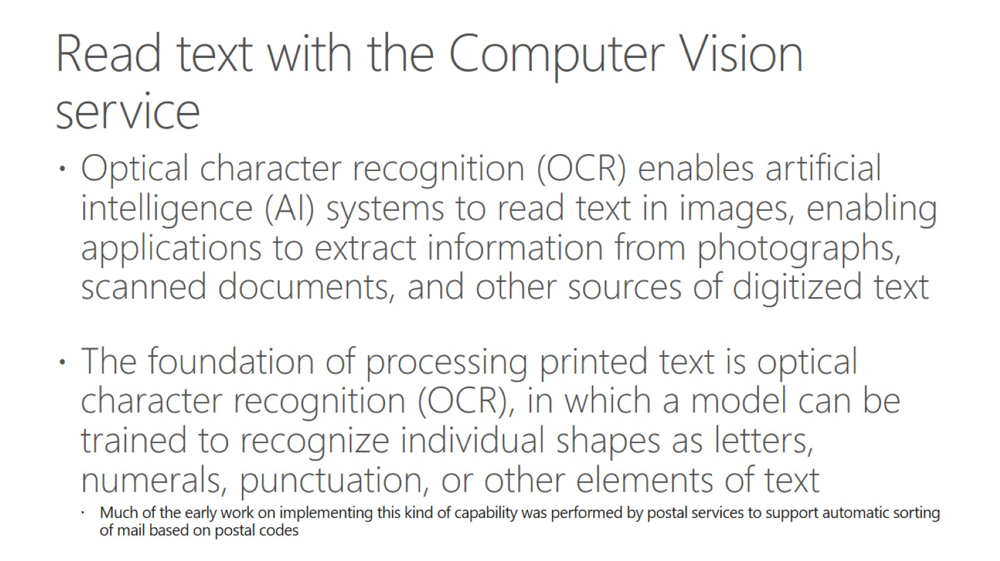 Read text with the Computer Vision
service
• Optical character recognition (OCR) enables artificial
intelligence (AI) systems to read text in images, enabling
applications to extract information from photographs,
scanned documents, and other sources of digitized text
• The foundation of processing printed text is optical
character recognition (OCR), in which a model can be
trained to recognize individual shapes as letters,
numerals, punctuation, or other elements of text
• Much of the early work on implementing this kind of capability was performed by postal services to support automatic sorting
of mail based on postal codes